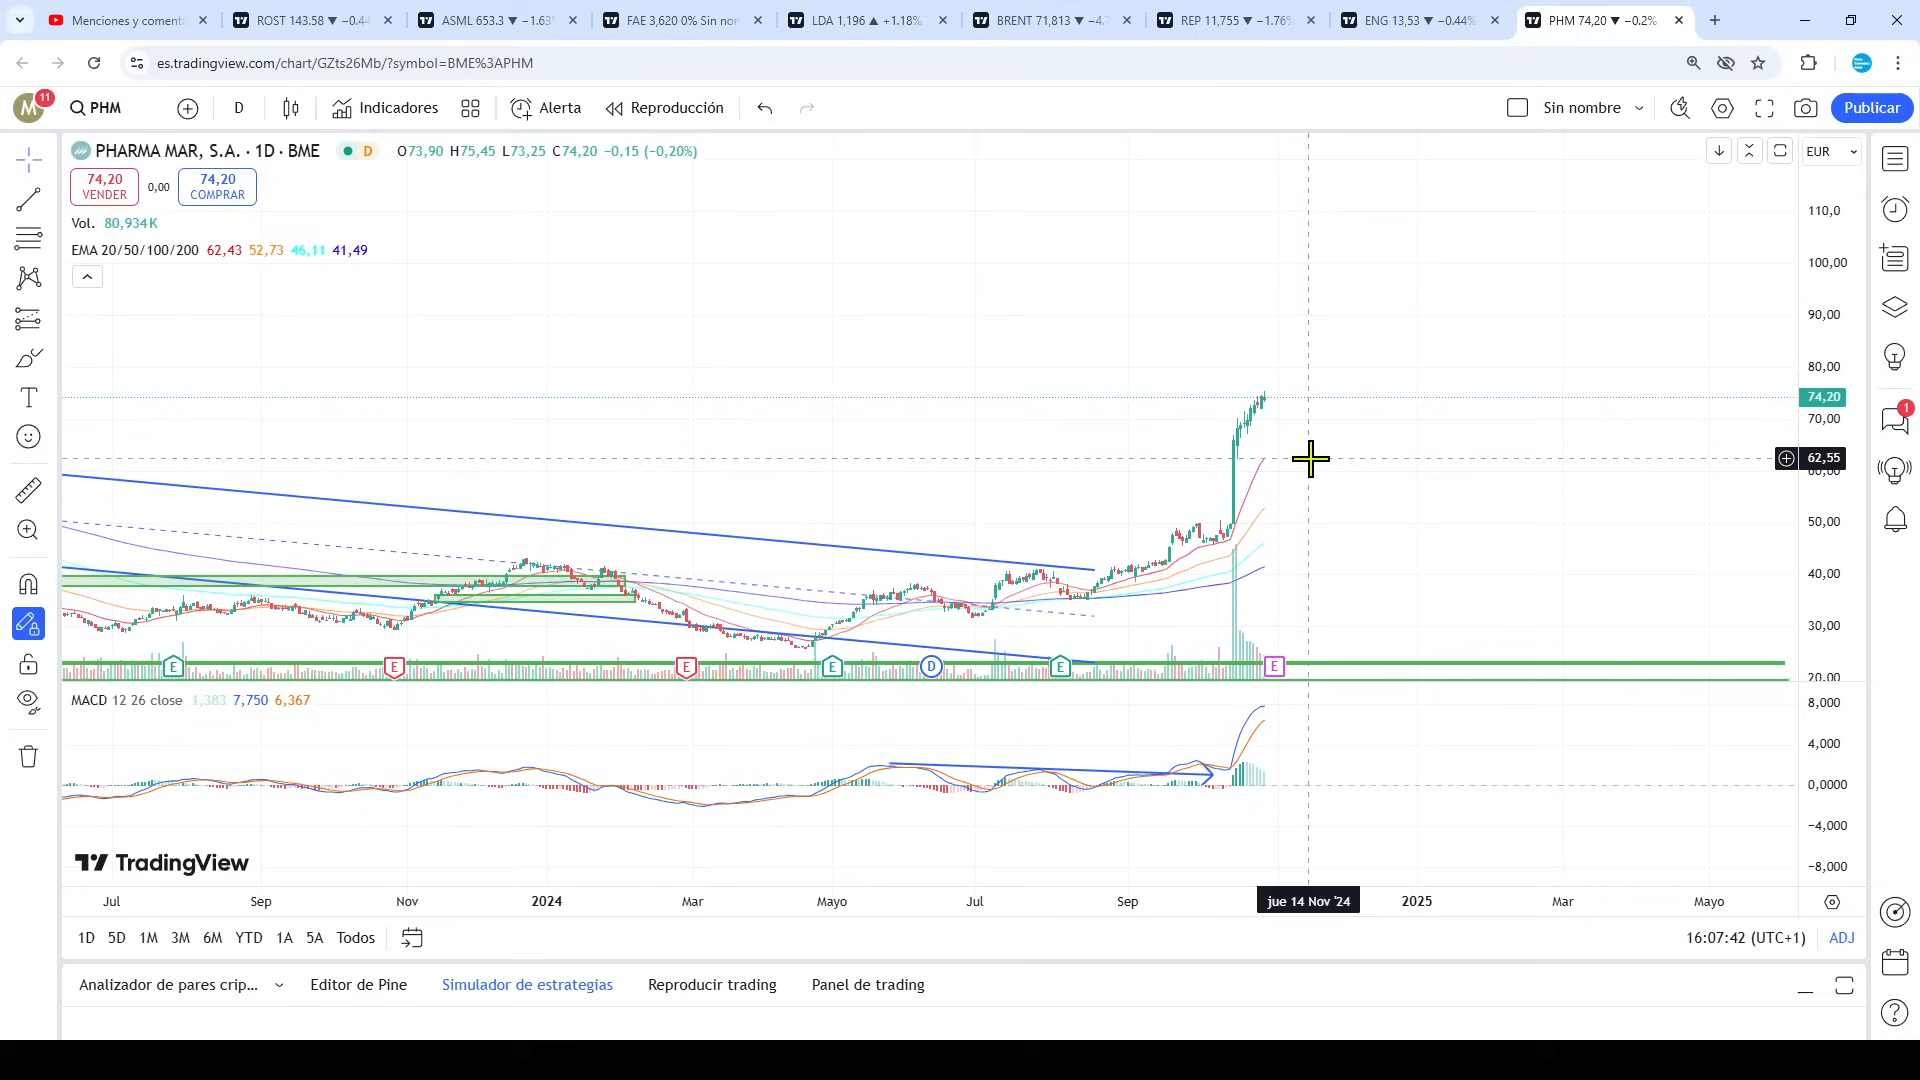 Menciones y comenta
ROST 143.58 ▼ −0.44
ASML 653.3 ▼ −1.63
FAE 3,620 0% Sin non
LDA 1,196 ▲ +1.18%
BRENT 71,813 ▼ −4.7
REP 11,755 ▼ −1.76%
ENG 13,53 ▼ −0.44%
PHM 74,20 ▼ −0.2%
es.tradingview.com/chart/GZts26Mb/?symbol=BME%3APHM
M 11 PHM D Indicadores Alerta Reproducción Sin nombre Publicar
PHARMA MAR, S.A. · 1D · BME D O73,90 H75,45 L73,25 C74,20 −0,15 (−0,20%) EUR
74,20 0,00 74,20
VENDER COMPRAR
Vol. 80,934 K
EMA 20/50/100/200 62,43 52,73 46,11 41,49
110,0
100,00
90,00
80,00
74,20
70,00
62,55
60,00
50,00
40,00
30,00
20,00
E E E E D E E
1
MACD 12 26 close 1,383 7,750 6,367
8,000
4,000
0,0000
−4,000
−8,000
TradingView
Jul Sep Nov 2024 Mar Mayo Jul Sep jue 14 Nov '24 2025 Mar Mayo
1D 5D 1M 3M 6M YTD 1A 5A Todos 16:07:42 (UTC+1) ADJ
Analizador de pares crip... Editor de Pine Simulador de estrategias Reproducir trading Panel de trading